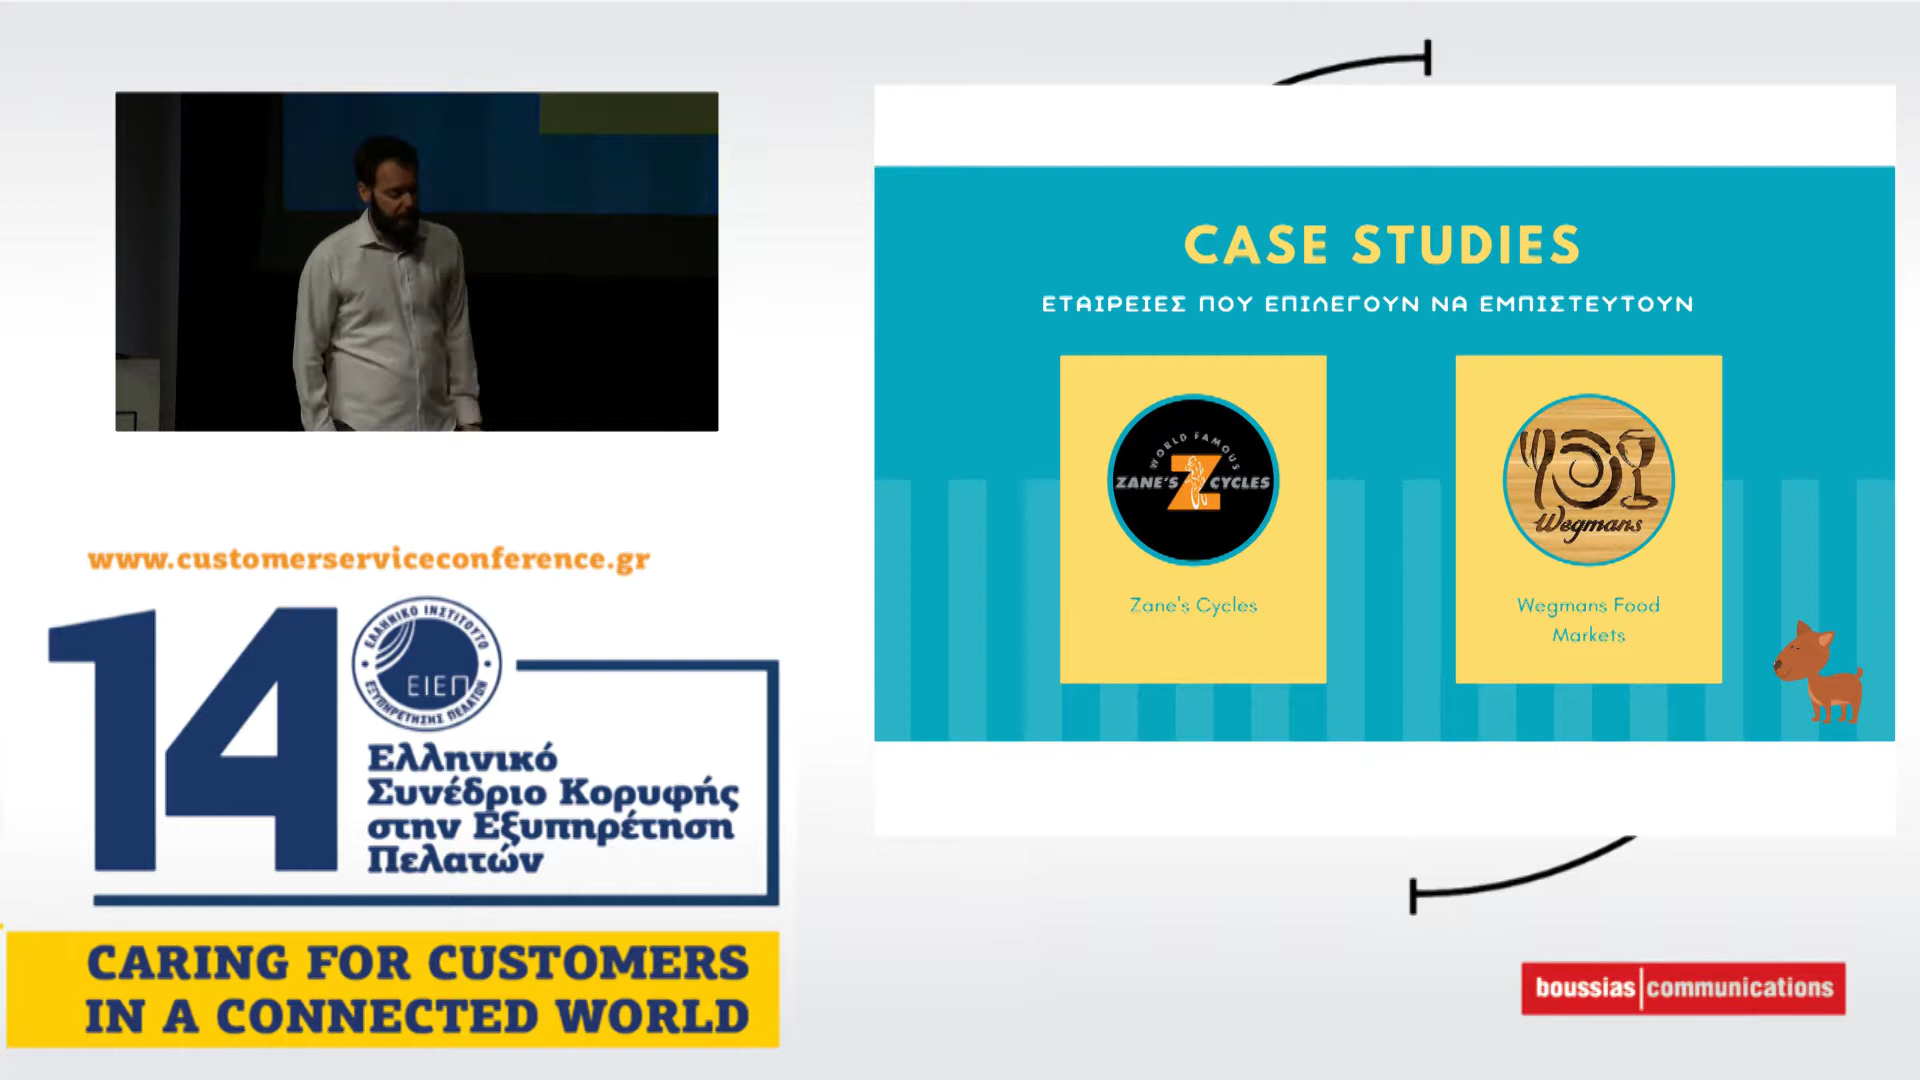 CASE STUDIES
ΕΤΑΙΡΕΙΕΣ ΠΟΥ ΕΠΙΛΕΓΟΥΝ ΝΑ ΕΜΠΙΣΤΕΥΤΟΥΝ
WORLD FAMOUS
ZANE'S Z CYCLES
Wegmans
Zane's Cycles
Wegmans Food
Markets
www.customerserviceconference.gr
14
ΕΛΛΗΝΙΚΟ ΙΝΣΤΙΤΟΥΤΟ
ΕΙΕΠ
ΕΞΥΠΗΡΕΤΗΣΗΣ ΠΕΛΑΤΩΝ
Ελληνικό
Συνέδριο Κορυφής
στην Εξυπηρέτηση
Πελατών
CARING FOR CUSTOMERS
IN A CONNECTED WORLD
boussias|communications